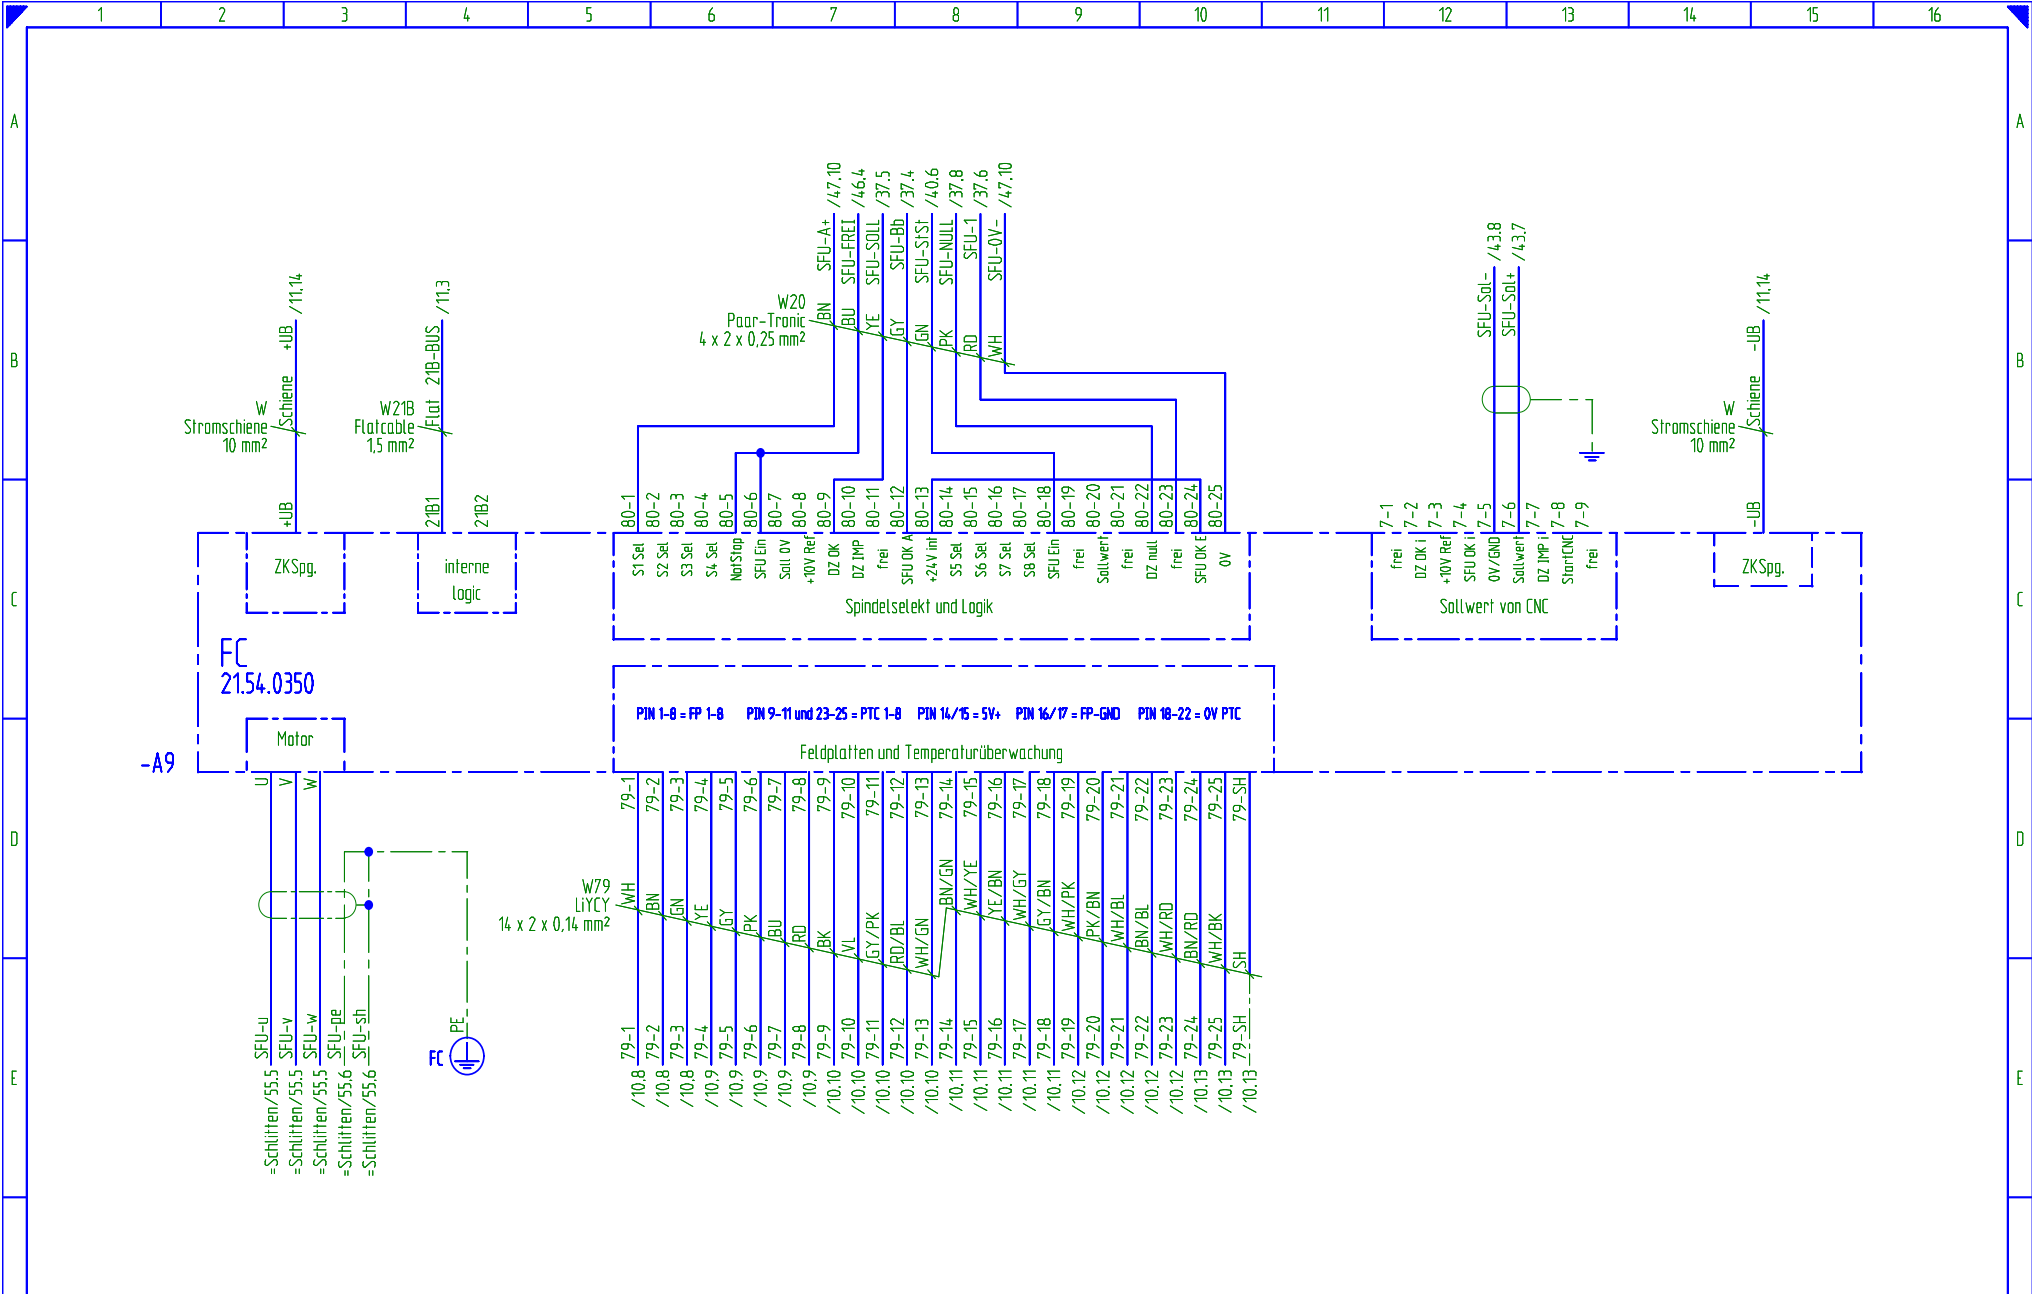 1 2 3 4 5 6 7 8 9 10 11 12 13 14 15 16
A A
/47.10 /46.4 /37.5 /37.4 /40.6 /37.8 /37.6 /47.10
SFU-A+ SFU-FREI SFU-SOLL SFU-Bb SFU-StSt SFU-NULL SFU-1 SFU-0V-
/43.8 /43.7
SFU-Sol- SFU-Sol+
/11.14 /11.3 /11.14
+UB 21B-BUS -UB
W20
Paar-Tronic
4 x 2 x 0,25 mm²
BN BU YE GY GN PK RD WH
B B
W
Stromschiene
10 mm²
Schiene
W21B
Flatcable
1,5 mm²
Flat
W
Stromschiene
10 mm²
Schiene
+UB 21B1 21B2
80-1 80-2 80-3 80-4 80-5 80-6 80-7 80-8 80-9 80-10 80-11 80-12 80-13 80-14 80-15 80-16 80-17 80-18 80-19 80-20 80-21 80-22 80-23 80-24 80-25
7-1 7-2 7-3 7-4 7-5 7-6 7-7 7-8 7-9
-UB
ZKSpg.
interne
logic
S1 Sel
S2 Sel
S3 Sel
S4 Sel
NotStop
SFU Ein
Soll 0V
+10V Ref
DZ OK
DZ IMP
frei
SFU OK A
+24V int
S5 Sel
S6 Sel
S7 Sel
S8 Sel
SFU Ein
frei
Sollwert
frei
DZ null
frei
SFU OK E
0V
Spindelselekt und Logik
frei
DZ OK i
+10V Ref
SFU OK i
0V/GND
Sollwert
DZ IMP i
StartCNC
frei
Sollwert von CNC
ZKSpg.
C C
FC
21.54.0350
PIN 1-8 = FP 1-8 PIN 9-11 und 23-25 = PTC 1-8 PIN 14/15 = 5V+ PIN 16/17 = FP-GND PIN 18-22 = 0V PTC
Feldplatten und Temperaturüberwachung
Motor
-A9
U V W
79-1 79-2 79-3 79-4 79-5 79-6 79-7 79-8 79-9 79-10 79-11 79-12 79-13 79-14 79-15 79-16 79-17 79-18 79-19 79-20 79-21 79-22 79-23 79-24 79-25 79-SH
D D
W79
LiYCY
14 x 2 x 0,14 mm²
WH BN GN YE GY PK BU RD BK VL GY/PK RD/BL WH/GN BN/GN WH/YE YE/BN WH/GY GY/BN WH/PK PK/BN WH/BL BN/BL WH/RD BN/RD WH/BK SH
SFU-u SFU-v SFU-w SFU-pe SFU-sh PE
FC
79-1 79-2 79-3 79-4 79-5 79-6 79-7 79-8 79-9 79-10 79-11 79-12 79-13 79-14 79-15 79-16 79-17 79-18 79-19 79-20 79-21 79-22 79-23 79-24 79-25 79-SH
E E
=Schlitten/55.5 =Schlitten/55.5 =Schlitten/55.5 =Schlitten/55.6 =Schlitten/55.6
/10.8 /10.8 /10.8 /10.9 /10.9 /10.9 /10.9 /10.9 /10.10 /10.10 /10.10 /10.10 /10.10 /10.11 /10.11 /10.11 /10.11 /10.11 /10.12 /10.12 /10.12 /10.12 /10.12 /10.13 /10.13 /10.13